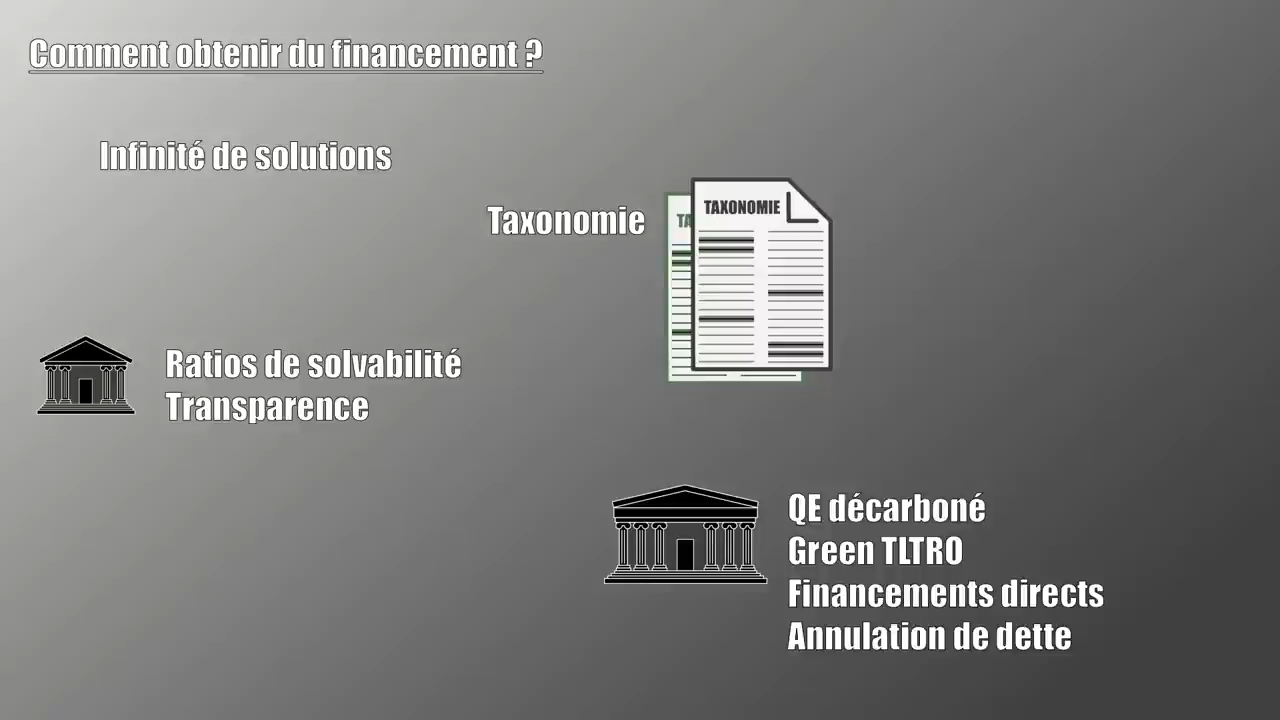 Comment obtenir du financement ?
Infinité de solutions
Taxonomie
TAXONOMIE
TA
Ratios de solvabilité
Transparence
QE décarboné
Green TLTRO
Financements directs
Annulation de dette